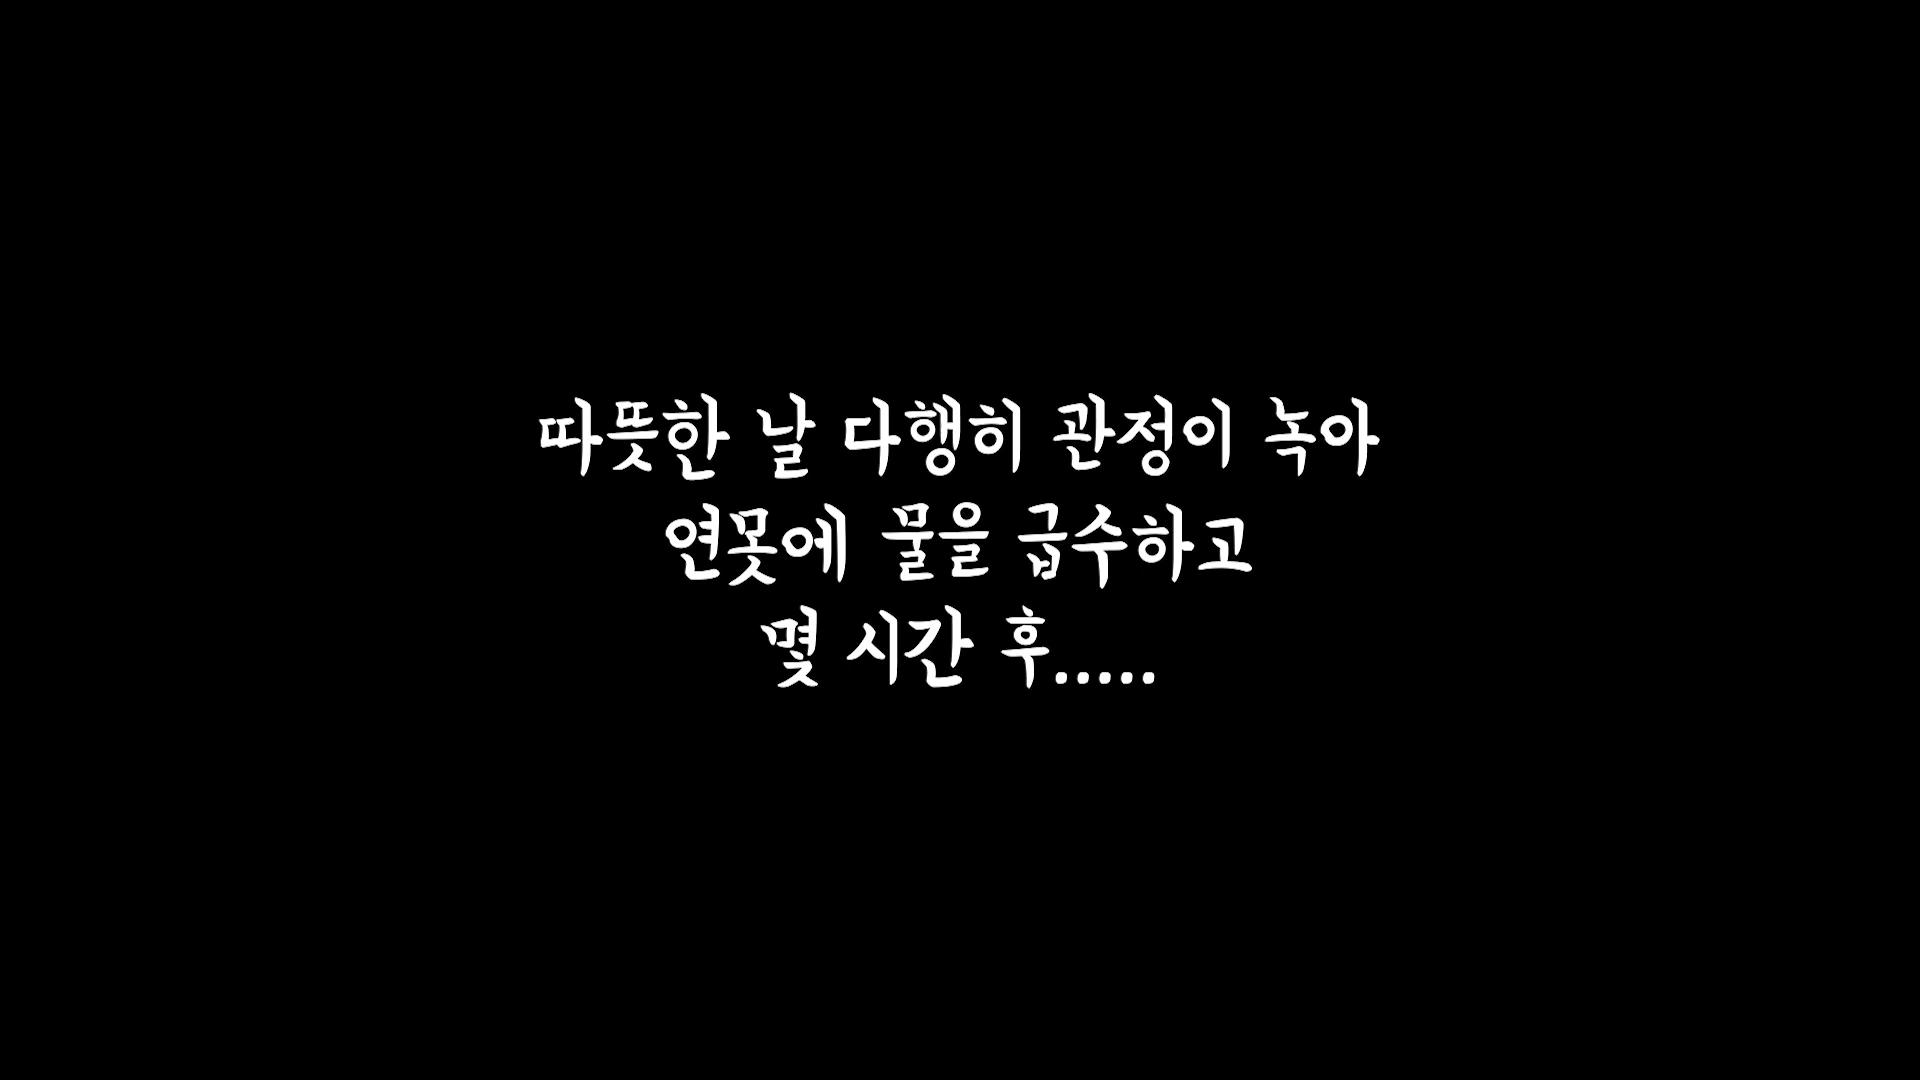 따뜻한 날 다행히 관정이 녹아
연못에 물을 급수하고
몇 시간 후.....